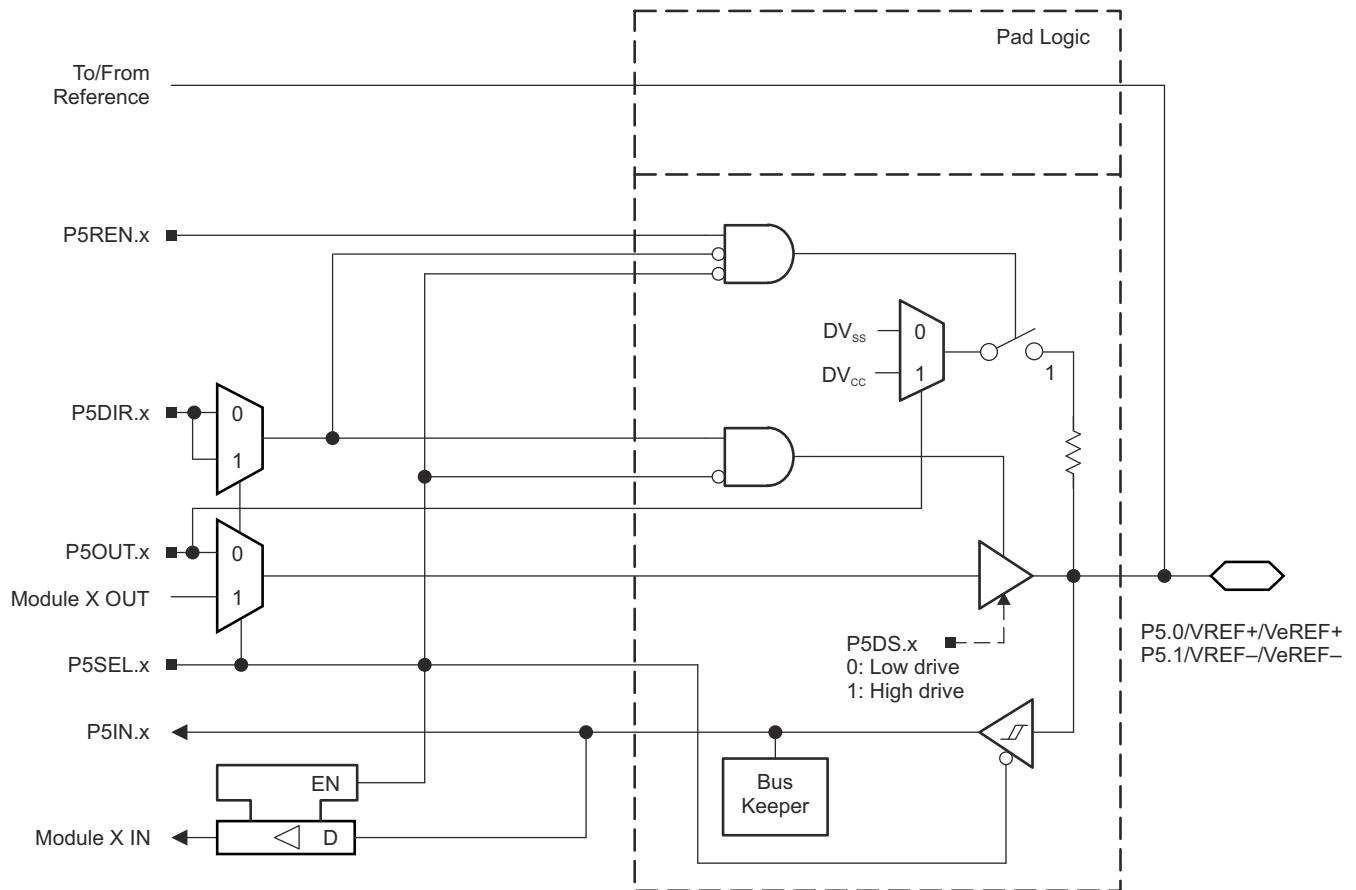 Pad Logic
To/From
Reference
P5REN.x
DVSS
0
DVCC
1
1
P5DIR.x
0
1
P5OUT.x
0
Module X OUT
1
P5DS.x
0: Low drive
1: High drive
P5.0/VREF+/VeREF+
P5.1/VREF–/VeREF–
P5SEL.x
P5IN.x
EN
Bus
Keeper
Module X IN
D